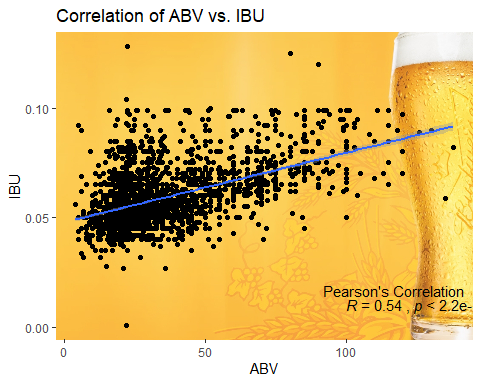 Correlation of ABV vs. IBU
IBU
0.10
0.05
0.00
0
50
100
ABV
Pearson's Correlation
R = 0.54 , p < 2.2e-